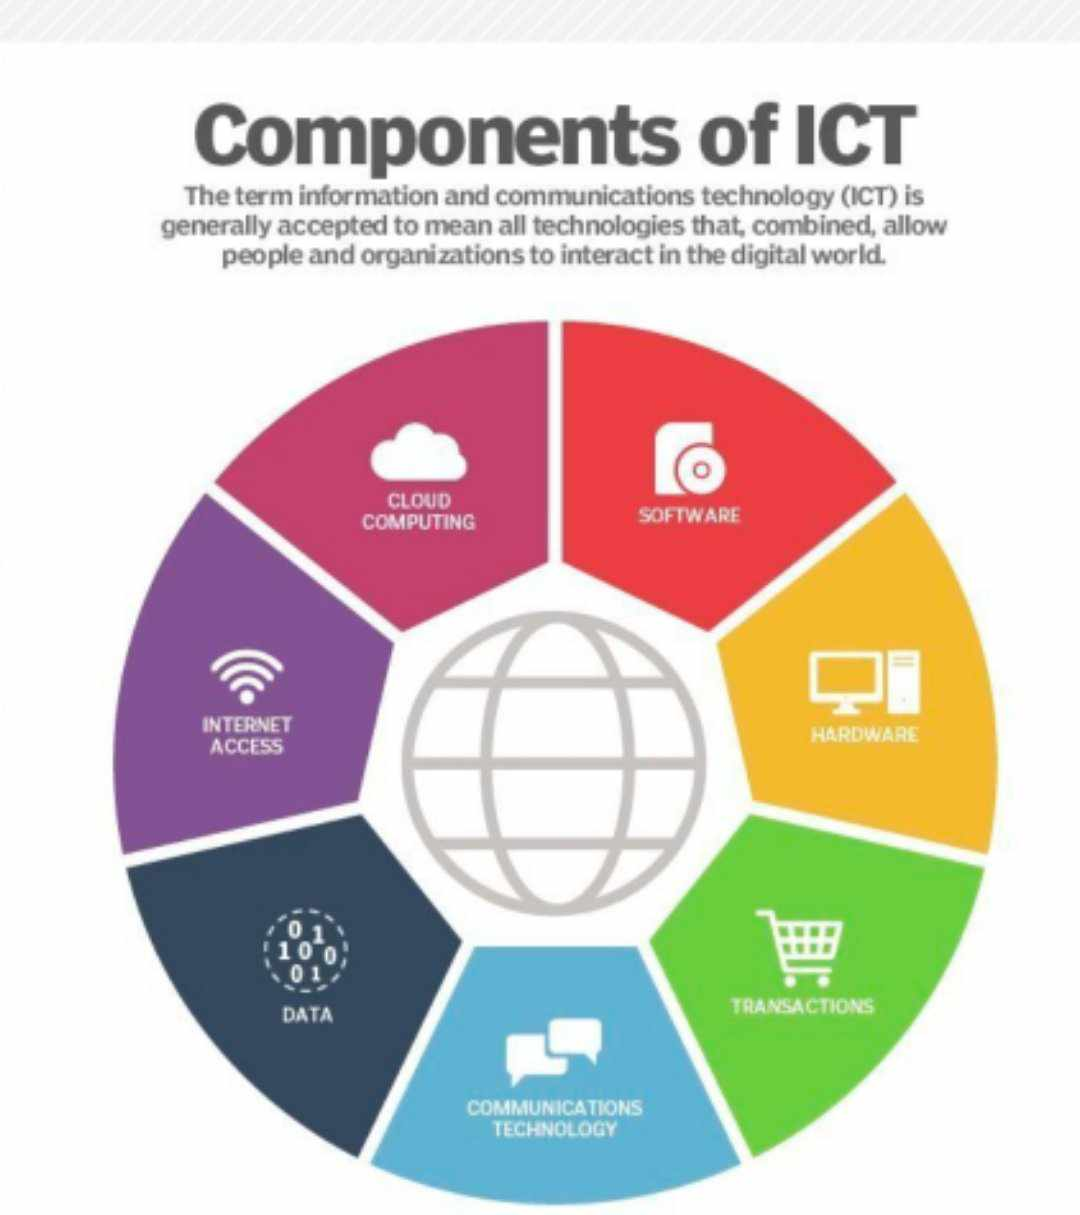 Components of ICT
The term information and communications technology (ICT) is
generally accepted to mean all technologies that, combined, allow
people and organizations to interact in the digital world.
CLOUD
COMPUTING
SOFTWARE
INTERNET
ACCESS
HARDWARE
0 1
1 0 0
0 1
DATA
TRANSACTIONS
COMMUNICATIONS
TECHNOLOGY